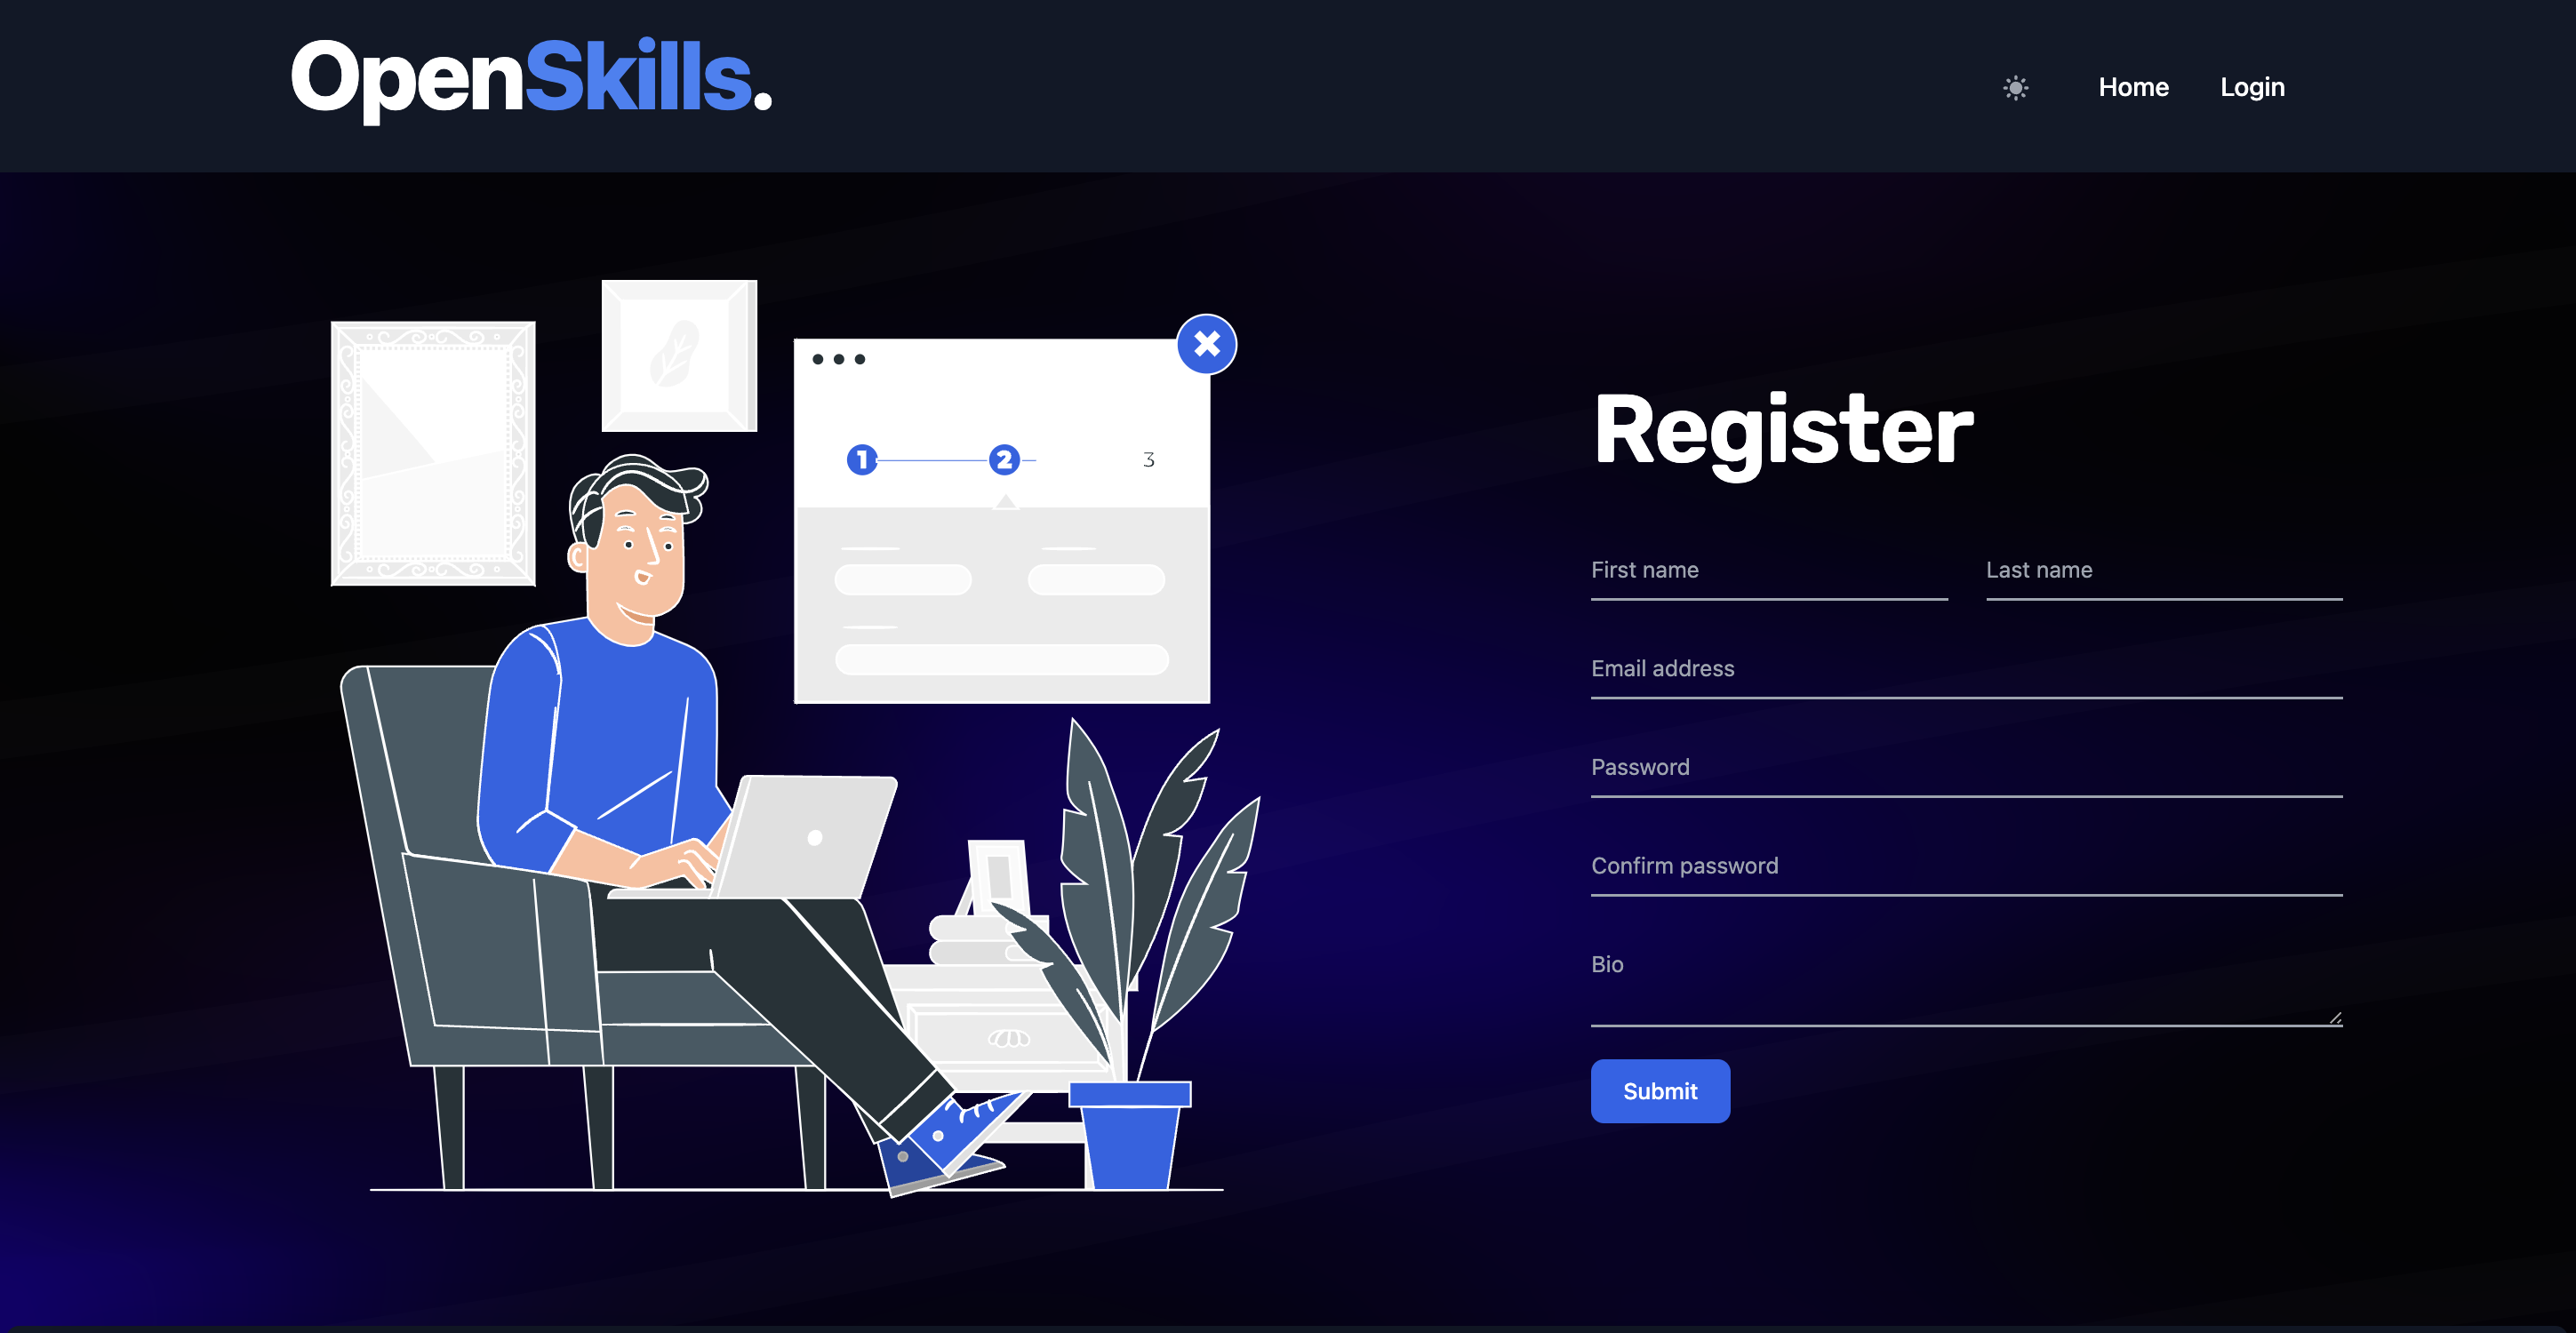 OpenSkills.
Home Login
1 2 3
Register
First name Last name
Email address
Password
Confirm password
Bio
Submit